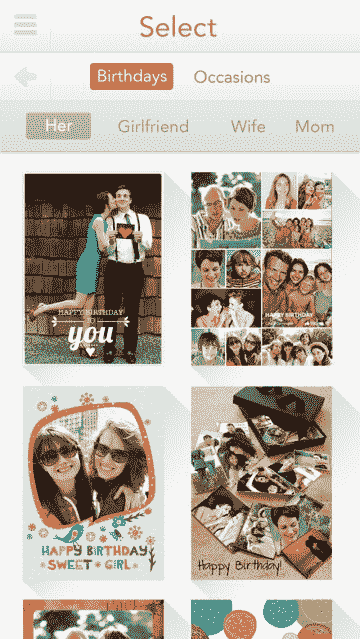 Select
Birthdays Occasions
Her Girlfriend Wife Mom
HAPPY BIRTHDAY
TO
you
HAPPY BIRTHDAY
HAPPY BIRTHDAY
SWEET GIRL
Happy Birthday!